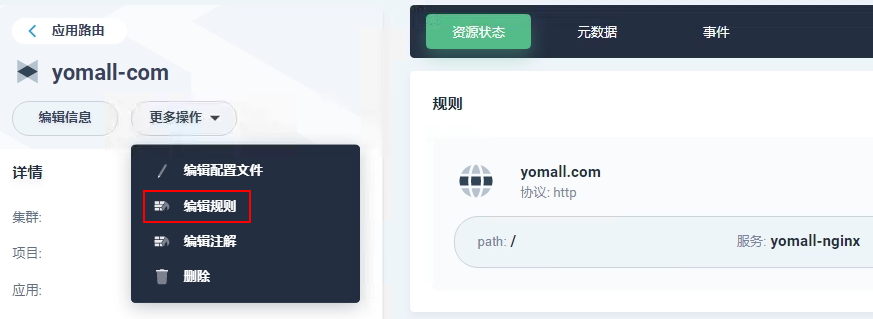 应用路由
yomall-com
编辑信息 更多操作
编辑配置文件
编辑规则
编辑注解
删除
详情
集群:
项目:
应用:
资源状态 元数据 事件
规则
yomall.com
协议: http
path: / 服务: yomall-nginx